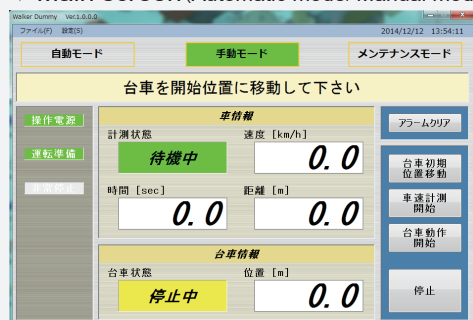 Walker Dummy Ver.1.0.0.0
ファイル(F) 設定(S)
2014/12/12 13:54:11
自動モード
手動モード
メンテナンスモード
台車を開始位置に移動して下さい
操作電源
運転準備
非常停止
車情報
計測状態
速度 [km/h]
待機中
0.0
時間 [sec]
距離 [m]
0.0
0.0
台車情報
台車状態
位置 [m]
停止中
0.0
アラームクリア
台車初期
位置移動
車速計測
開始
台車動作
開始
停止